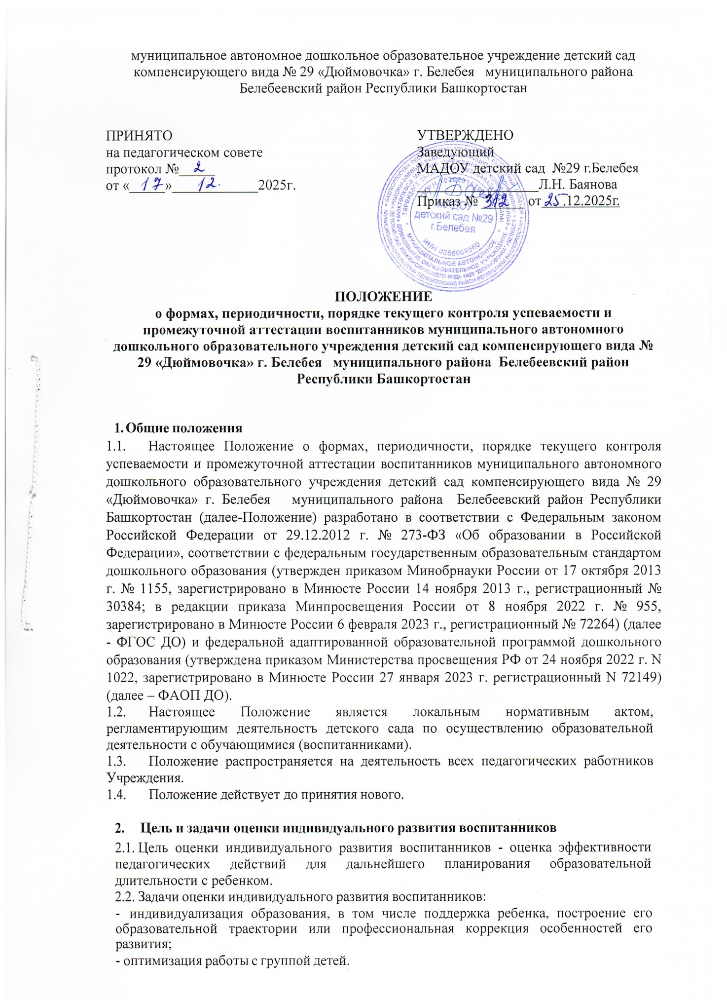 муниципальное автономное дошкольное образовательное учреждение детский сад
компенсирующего вида № 29 «Дюймовочка» г. Белебея муниципального района
Белебеевский район Республики Башкортостан
ПРИНЯТО
на педагогическом совете
протокол № 2
от «17» 12. 2025г.
УТВЕРЖДЕНО
Заведующий
МАДОУ детский сад №29 г.Белебея
Л.Н. Баянова
Приказ № 312 от 25.12.2025г.
МАДОУ
детский сад №29
г.Белебея
ПОЛОЖЕНИЕ
о формах, периодичности, порядке текущего контроля успеваемости и
промежуточной аттестации воспитанников муниципального автономного
дошкольного образовательного учреждения детский сад компенсирующего вида №
29 «Дюймовочка» г. Белебея муниципального района Белебеевский район
Республики Башкортостан
1. Общие положения
1.1. Настоящее Положение о формах, периодичности, порядке текущего контроля
успеваемости и промежуточной аттестации воспитанников муниципального автономного
дошкольного образовательного учреждения детский сад компенсирующего вида № 29
«Дюймовочка» г. Белебея муниципального района Белебеевский район Республики
Башкортостан (далее-Положение) разработано в соответствии с Федеральным законом
Российской Федерации от 29.12.2012 г. № 273-ФЗ «Об образовании в Российской
Федерации», соответствии с федеральным государственным образовательным стандартом
дошкольного образования (утвержден приказом Минобрнауки России от 17 октября 2013
г. № 1155, зарегистрировано в Минюсте России 14 ноября 2013 г., регистрационный №
30384; в редакции приказа Минпросвещения России от 8 ноября 2022 г. № 955,
зарегистрировано в Минюсте России 6 февраля 2023 г., регистрационный № 72264) (далее
- ФГОС ДО) и федеральной адаптированной образовательной программой дошкольного
образования (утверждена приказом Министерства просвещения РФ от 24 ноября 2022 г. N
1022, зарегистрировано в Минюсте России 27 января 2023 г. регистрационный N 72149)
(далее – ФАОП ДО).
1.2. Настоящее Положение является локальным нормативным актом,
регламентирующим деятельность детского сада по осуществлению образовательной
деятельности с обучающимися (воспитанниками).
1.3. Положение распространяется на деятельность всех педагогических работников
Учреждения.
1.4. Положение действует до принятия нового.
2. Цель и задачи оценки индивидуального развития воспитанников
2.1. Цель оценки индивидуального развития воспитанников - оценка эффективности
педагогических действий для дальнейшего планирования образовательной
длительности с ребенком.
2.2. Задачи оценки индивидуального развития воспитанников:
- индивидуализация образования, в том числе поддержка ребенка, построение его
образовательной траектории или профессиональная коррекция особенностей его
развития;
- оптимизация работы с группой детей.